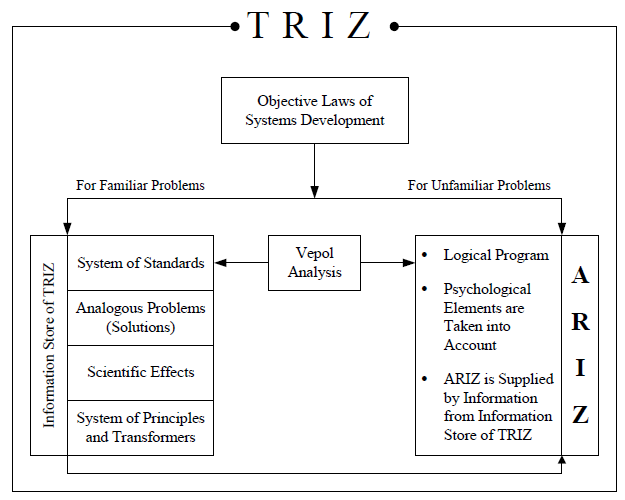 TRIZ
Objective Laws of
Systems Development
For Familiar Problems
For Unfamiliar Problems
Information Store of TRIZ
System of Standards
Analogous Problems
(Solutions)
Scientific Effects
System of Principles
and Transformers
Vepol
Analysis
• Logical Program
• Psychological
Elements are
Taken into
Account
• ARIZ is Supplied
by Information
from Information
Store of TRIZ
A
R
I
Z